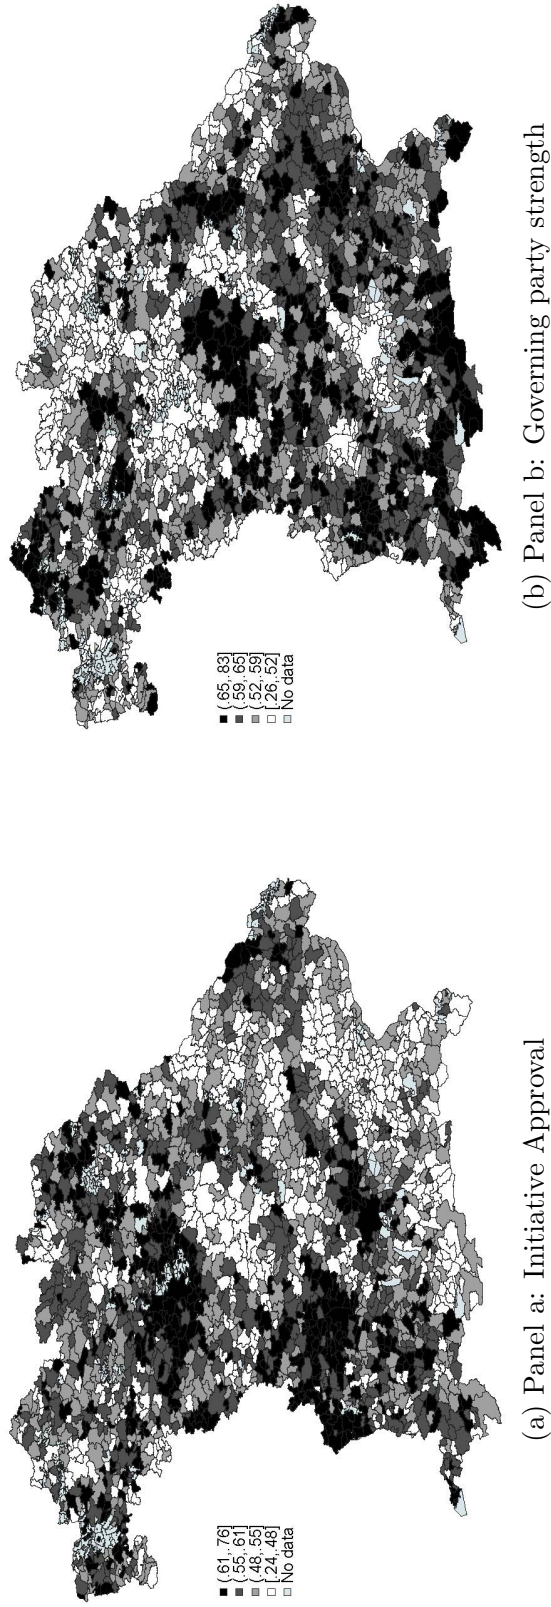 (.61,.76]
(.55,.61]
(.48,.55]
[.24,.48]
No data
(a) Panel a: Initiative Approval
(.65,.83]
(.59,.65]
(.52,.59]
[.26,.52]
No data
(b) Panel b: Governing party strength